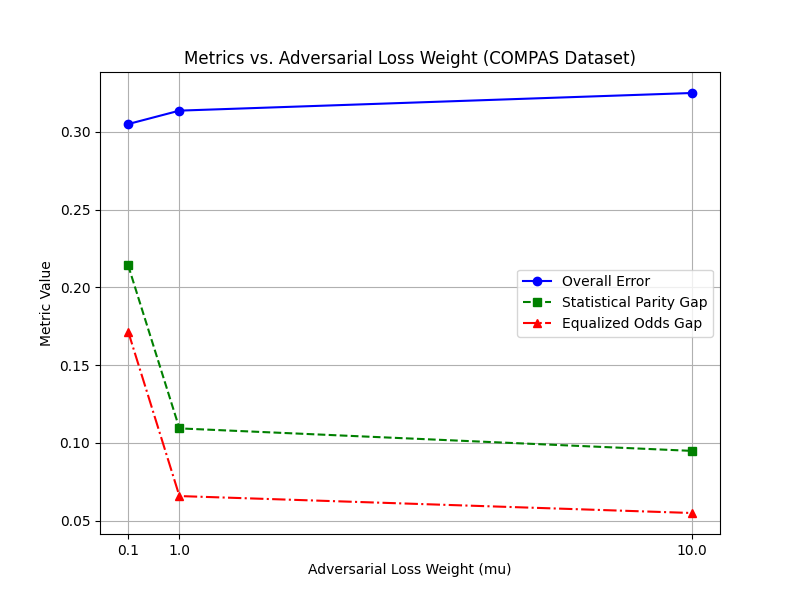 Metrics vs. Adversarial Loss Weight (COMPAS Dataset)
Metric Value
0.30
0.25
0.20
0.15
0.10
0.05
Overall Error
Statistical Parity Gap
Equalized Odds Gap
0.1 1.0 10.0
Adversarial Loss Weight (mu)